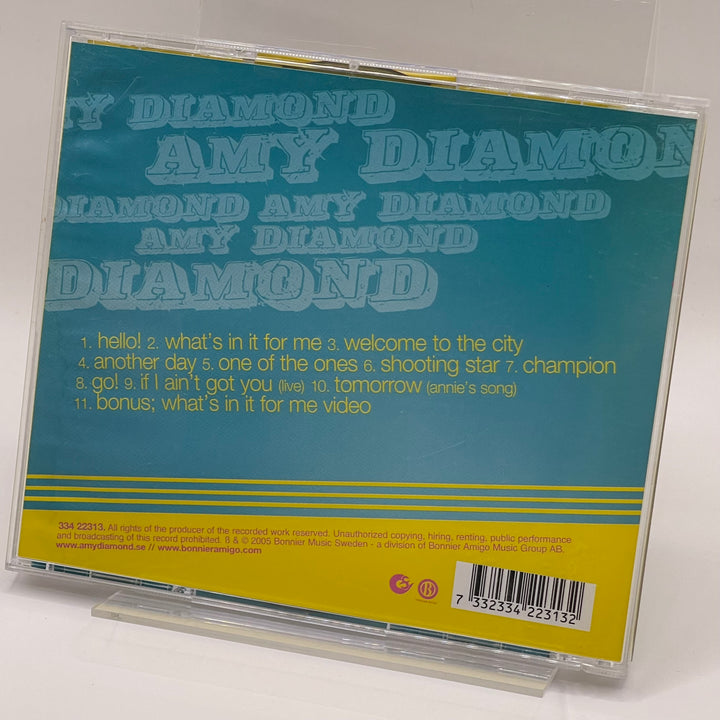 MY DIAMOND
AMY DIAMON
DIAMOND AMY DIAMOND
AMY DIAMOND
DIAMOND
1. hello! 2. what's in it for me 3. welcome to the city
4. another day 5. one of the ones 6. shooting star 7. champion
8. go! 9. if I ain't got you (live) 10. tomorrow (annie's song)
11. bonus; what's in it for me video
334 22313. All rights of the producer of the recorded work reserved. Unauthorized copying, hiring, renting, public performance
and broadcasting of this record prohibited. ß & © 2005 Bonnier Music Sweden - a division of Bonnier Amigo Music Group AB.
www.amydiamond.se // www.bonnieramigo.com
7 332334 223132